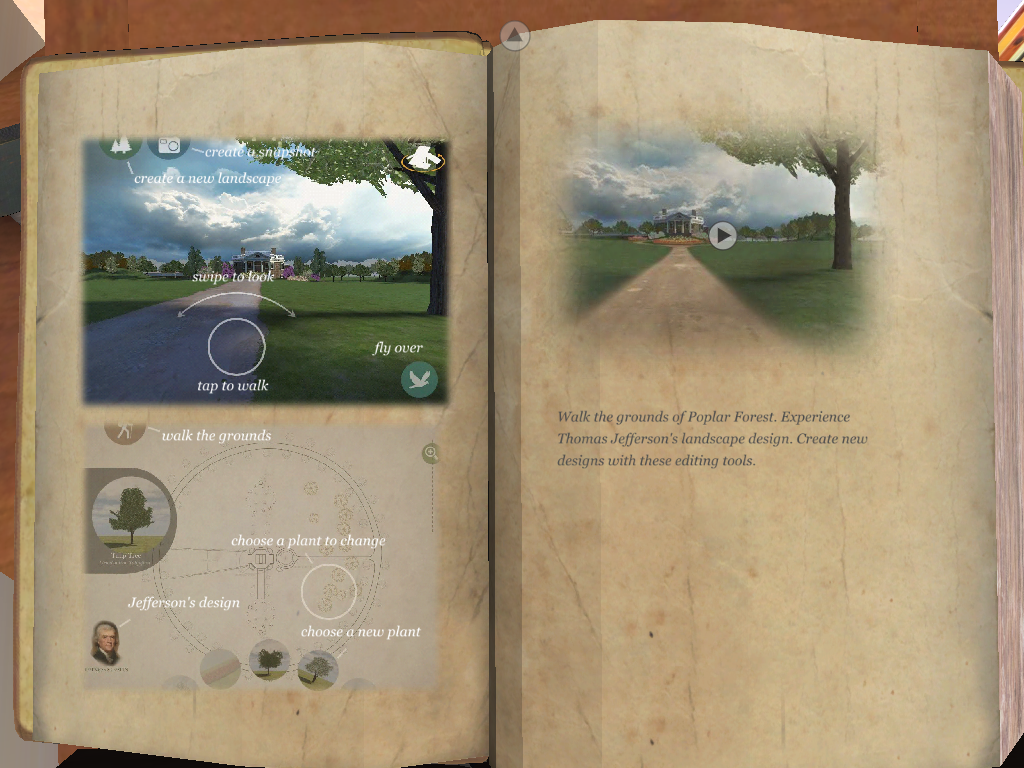 create a snapshot
create a new landscape
swipe to look
fly over
tap to walk
walk the grounds
choose a plant to change
Tulip Tree
Jefferson's design
choose a new plant
Walk the grounds of Poplar Forest. Experience
Thomas Jefferson's landscape design. Create new
designs with these editing tools.